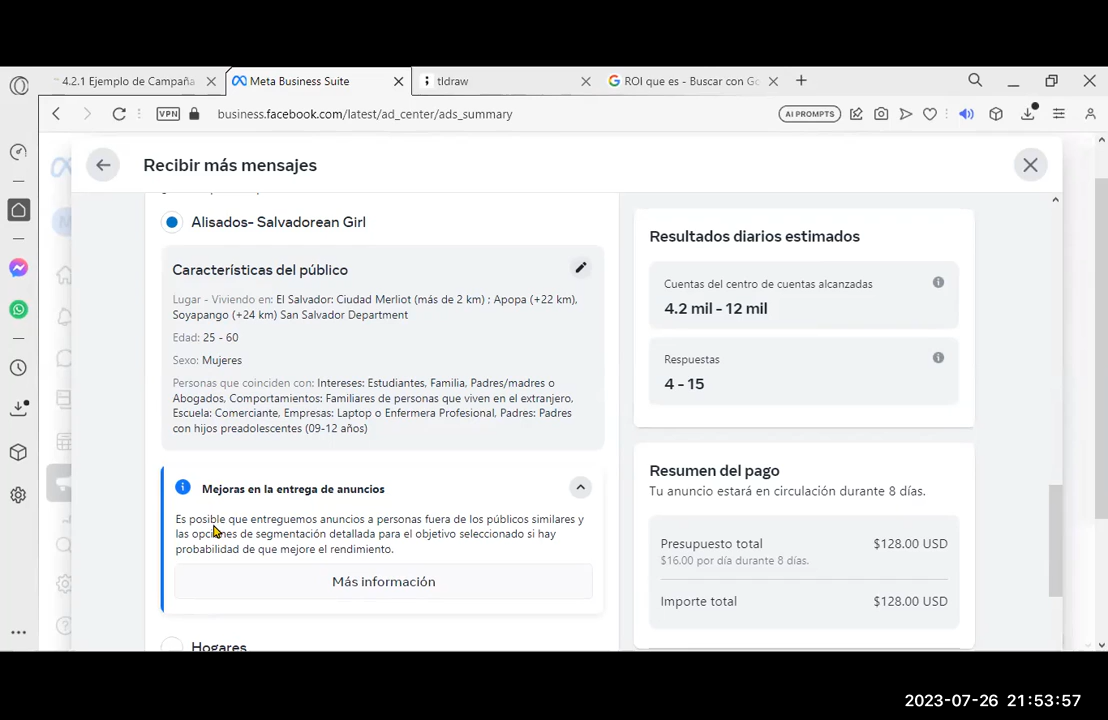 4.2.1 Ejemplo de Campaña
Meta Business Suite
tldraw
ROI que es - Buscar con Go
VPN
business.facebook.com/latest/ad_center/ads_summary
AI PROMPTS
Recibir más mensajes
Alisados- Salvadorean Girl
Características del público
Lugar - Viviendo en: El Salvador: Ciudad Merliot (más de 2 km) ; Apopa (+22 km),
Soyapango (+24 km) San Salvador Department
Edad: 25 - 60
Sexo: Mujeres
Personas que coinciden con: Intereses: Estudiantes, Familia, Padres/madres o
Abogados, Comportamientos: Familiares de personas que viven en el extranjero,
Escuela: Comerciante, Empresas: Laptop o Enfermera Profesional, Padres: Padres
con hijos preadolescentes (09-12 años)
Mejoras en la entrega de anuncios
Es posible que entreguemos anuncios a personas fuera de los públicos similares y
las opciones de segmentación detallada para el objetivo seleccionado si hay
probabilidad de que mejore el rendimiento.
Más información
Hogares
Resultados diarios estimados
Cuentas del centro de cuentas alcanzadas
4.2 mil - 12 mil
Respuestas
4 - 15
Resumen del pago
Tu anuncio estará en circulación durante 8 días.
Presupuesto total $128.00 USD
$16.00 por día durante 8 días.
Importe total $128.00 USD
2023-07-26 21:53:57